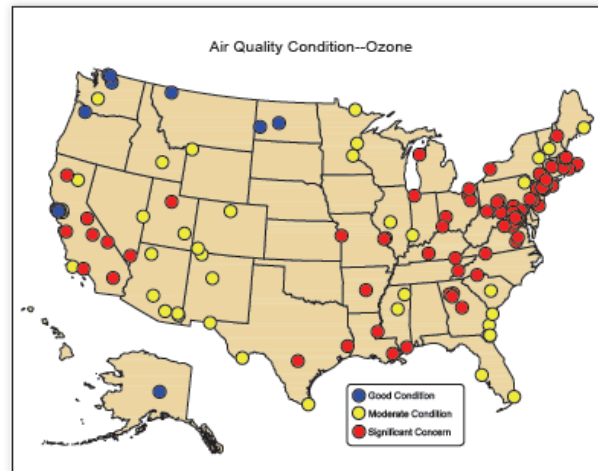 Air Quality Condition--Ozone
Good Condition
Moderate Condition
Significant Concern